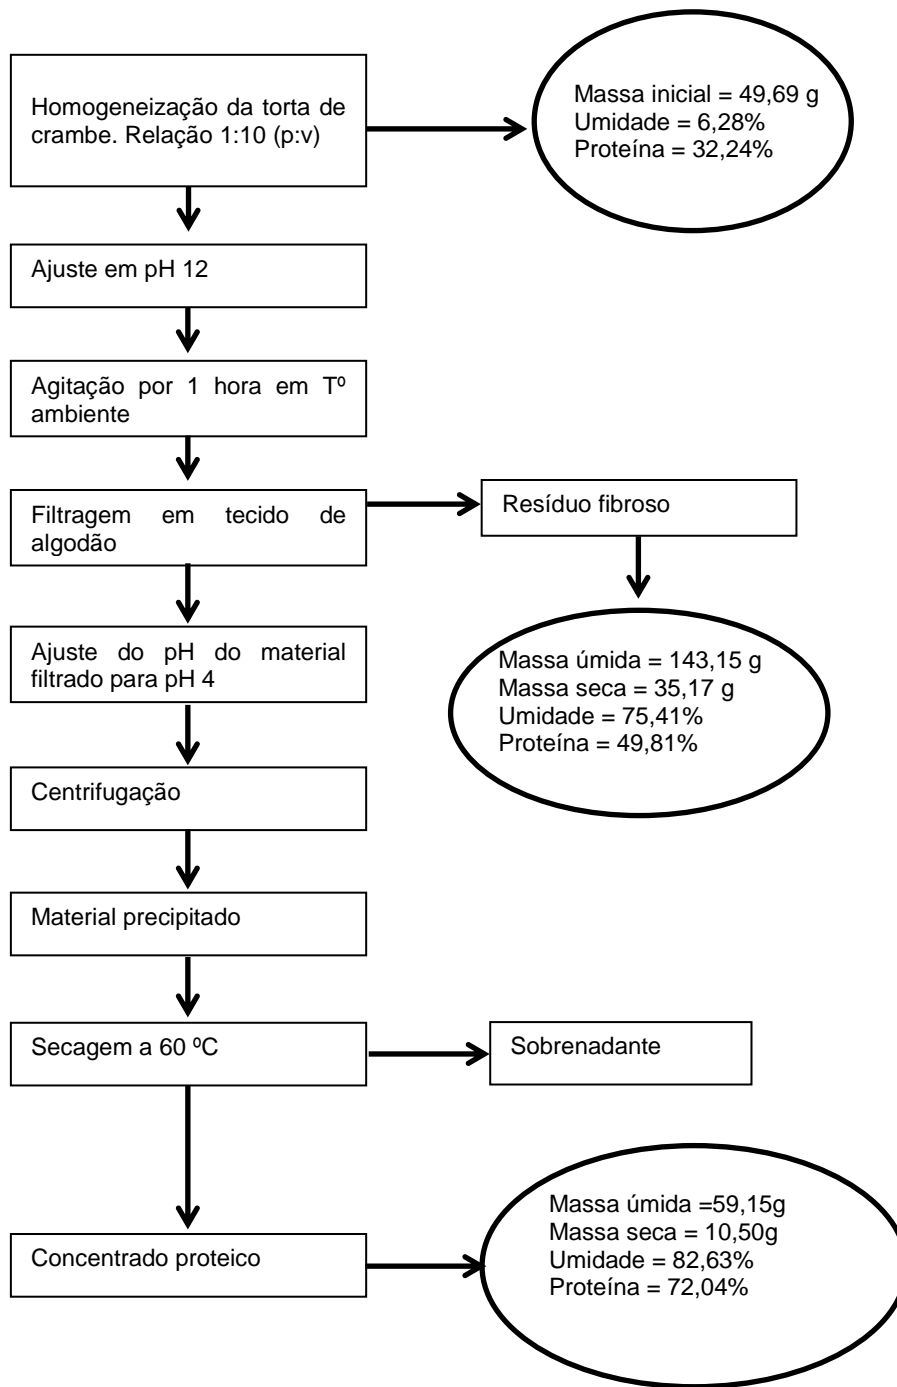 Homogeneização da torta de
crambe. Relação 1:10 (p:v)
Massa inicial = 49,69 g
Umidade = 6,28%
Proteína = 32,24%
Ajuste em pH 12
Agitação por 1 hora em Tº
ambiente
Filtragem em tecido de
algodão
Resíduo fibroso
Massa úmida = 143,15 g
Massa seca = 35,17 g
Umidade = 75,41%
Proteína = 49,81%
Ajuste do pH do material
filtrado para pH 4
Centrifugação
Material precipitado
Secagem a 60 ºC
Sobrenadante
Concentrado proteico
Massa úmida =59,15g
Massa seca = 10,50g
Umidade = 82,63%
Proteína = 72,04%